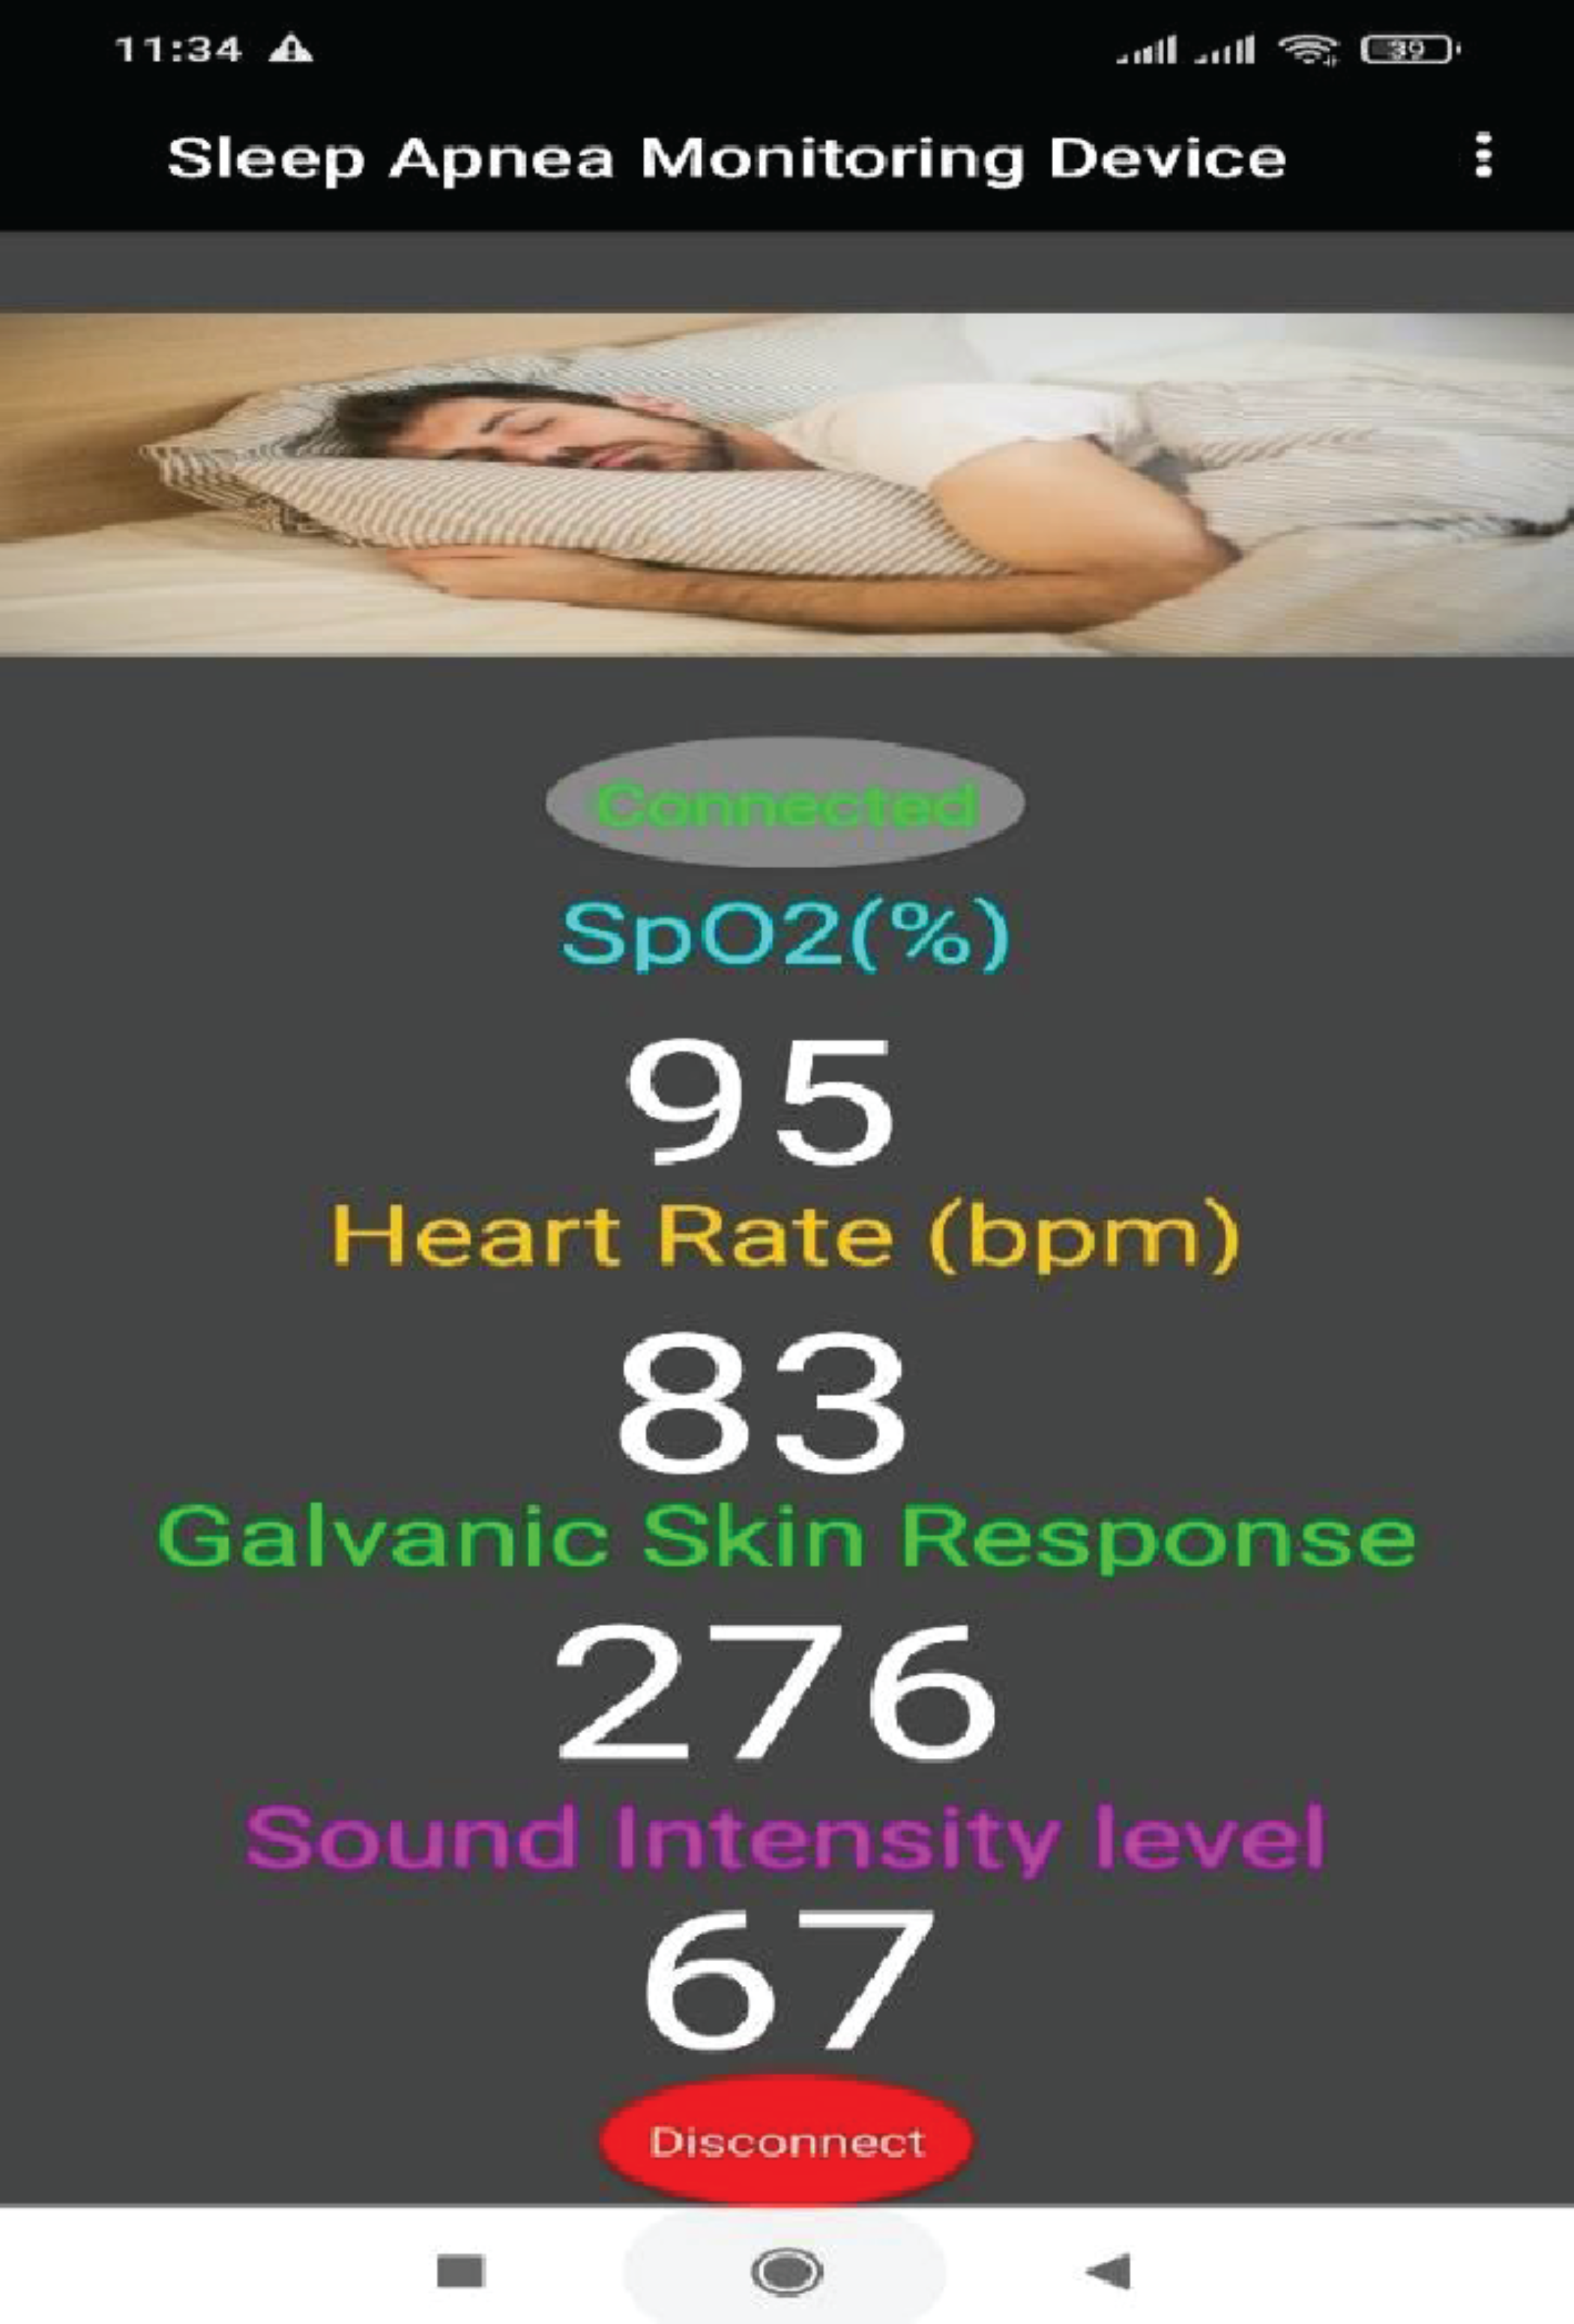 11:34
39
Sleep Apnea Monitoring Device
Connected
SpO2(%)
95
Heart Rate (bpm)
83
Galvanic Skin Response
276
Sound Intensity level
67
Disconnect